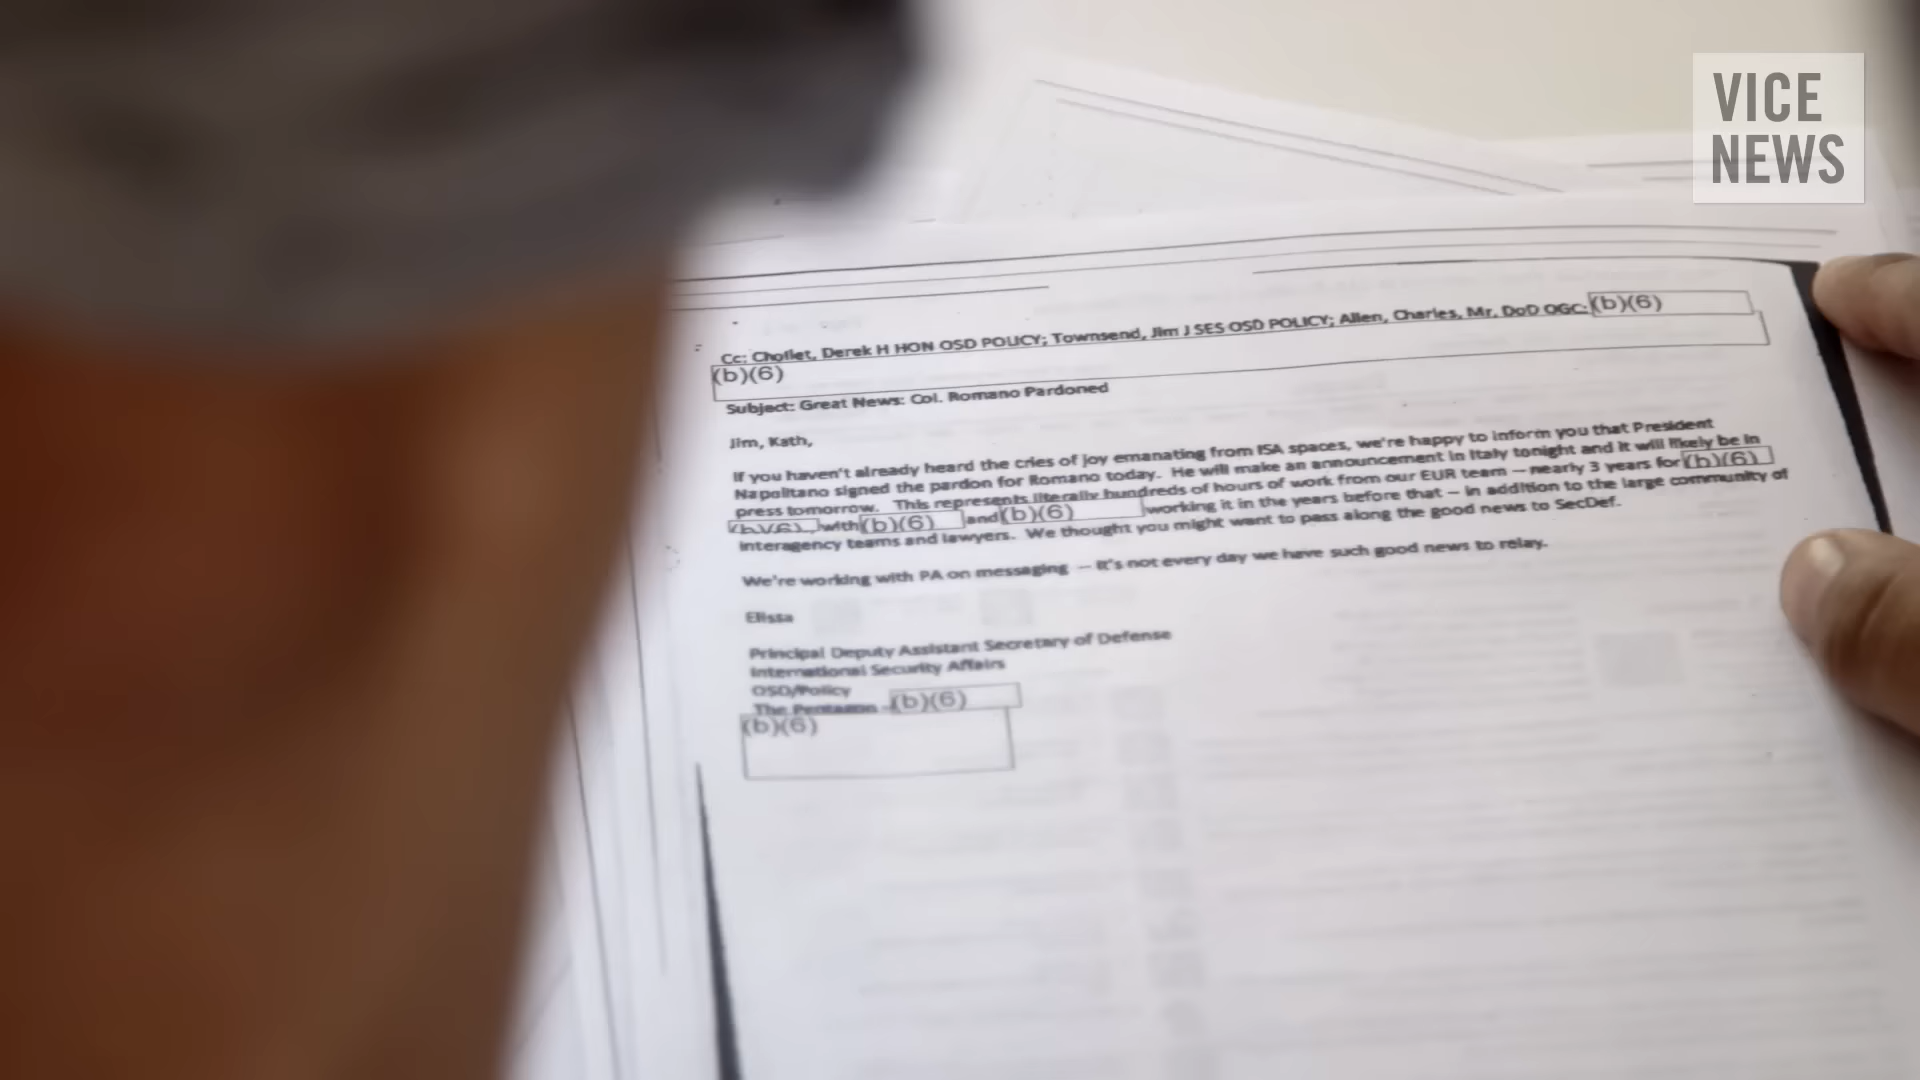 VICE
NEWS
Cc: Chollet, Derek H HON OSD POLICY; Townsend, Jim J SES OSD POLICY; Allen, Charles, Mr, DoD OGC; (b)(6)
(b)(6)
Subject: Great News: Col. Romano Pardoned
Jim, Kath,
If you haven't already heard the cries of joy emanating from ISA spaces, we're happy to inform you that President
Napolitano signed the pardon for Romano today. He will make an announcement in Italy tonight and it will likely be in
press tomorrow. This represents literally hundreds of hours of work from our EUR team – nearly 3 years for (b)(6)
(b)(6) with (b)(6) and (b)(6) working it in the years before that – in addition to the large community of
interagency teams and lawyers. We thought you might want to pass along the good news to SecDef.
We're working with PA on messaging – it's not every day we have such good news to relay.
Elissa
Principal Deputy Assistant Secretary of Defense
International Security Affairs
OSD/Policy
The Pentagon - (b)(6)
(b)(6)